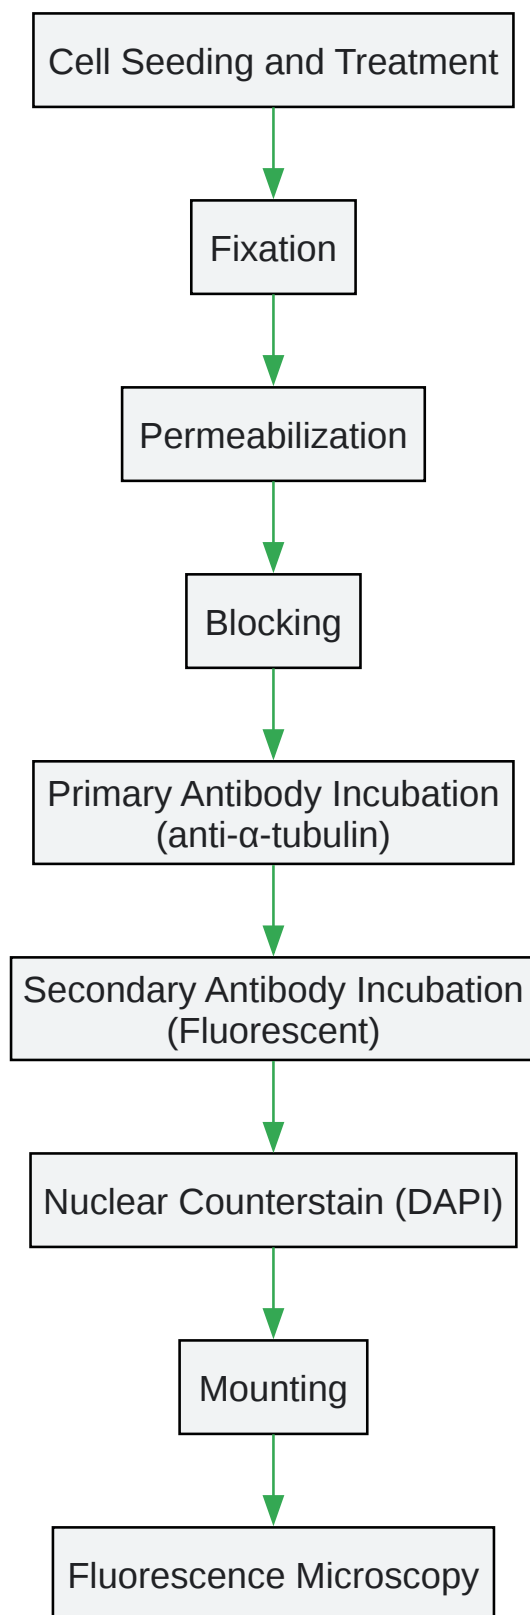 Cell Seeding and Treatment
Fixation
Permeabilization
Blocking
Primary Antibody Incubation
(anti-α-tubulin)
Secondary Antibody Incubation
(Fluorescent)
Nuclear Counterstain (DAPI)
Mounting
Fluorescence Microscopy